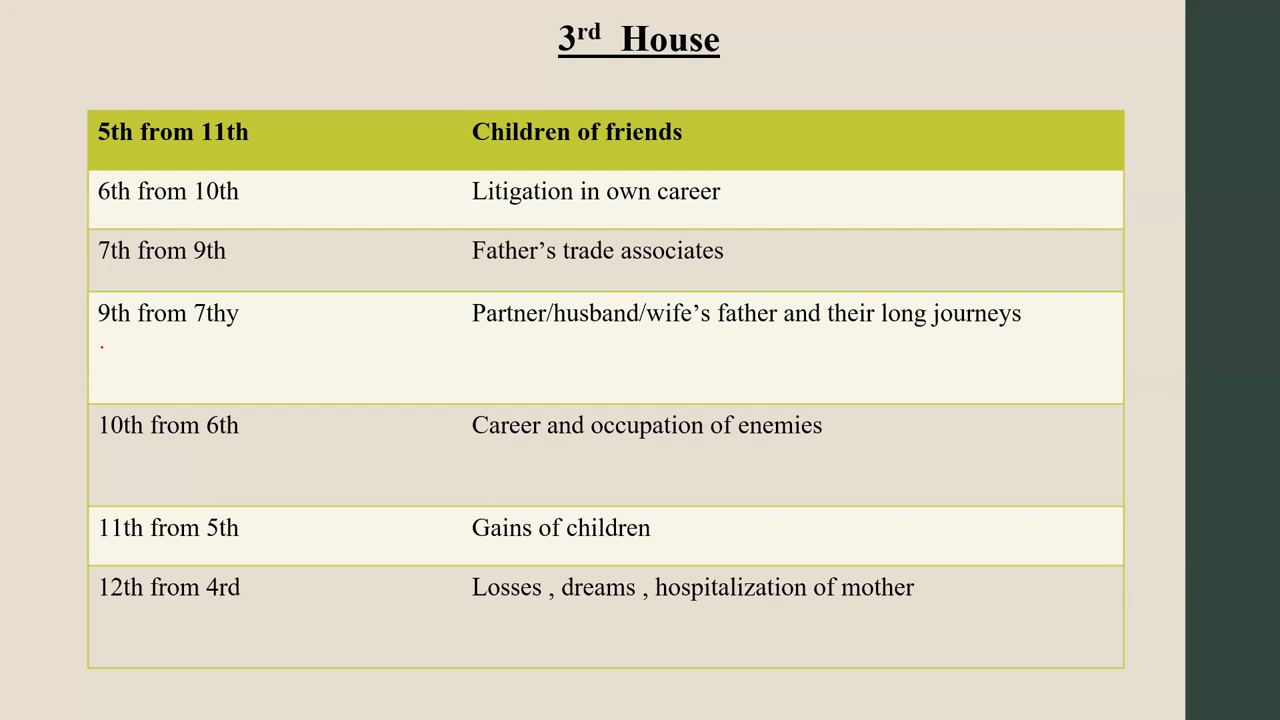 3rd House
5th from 11th Children of friends
6th from 10th Litigation in own career
7th from 9th Father’s trade associates
9th from 7thy Partner/husband/wife’s father and their long journeys
10th from 6th Career and occupation of enemies
11th from 5th Gains of children
12th from 4rd Losses , dreams , hospitalization of mother